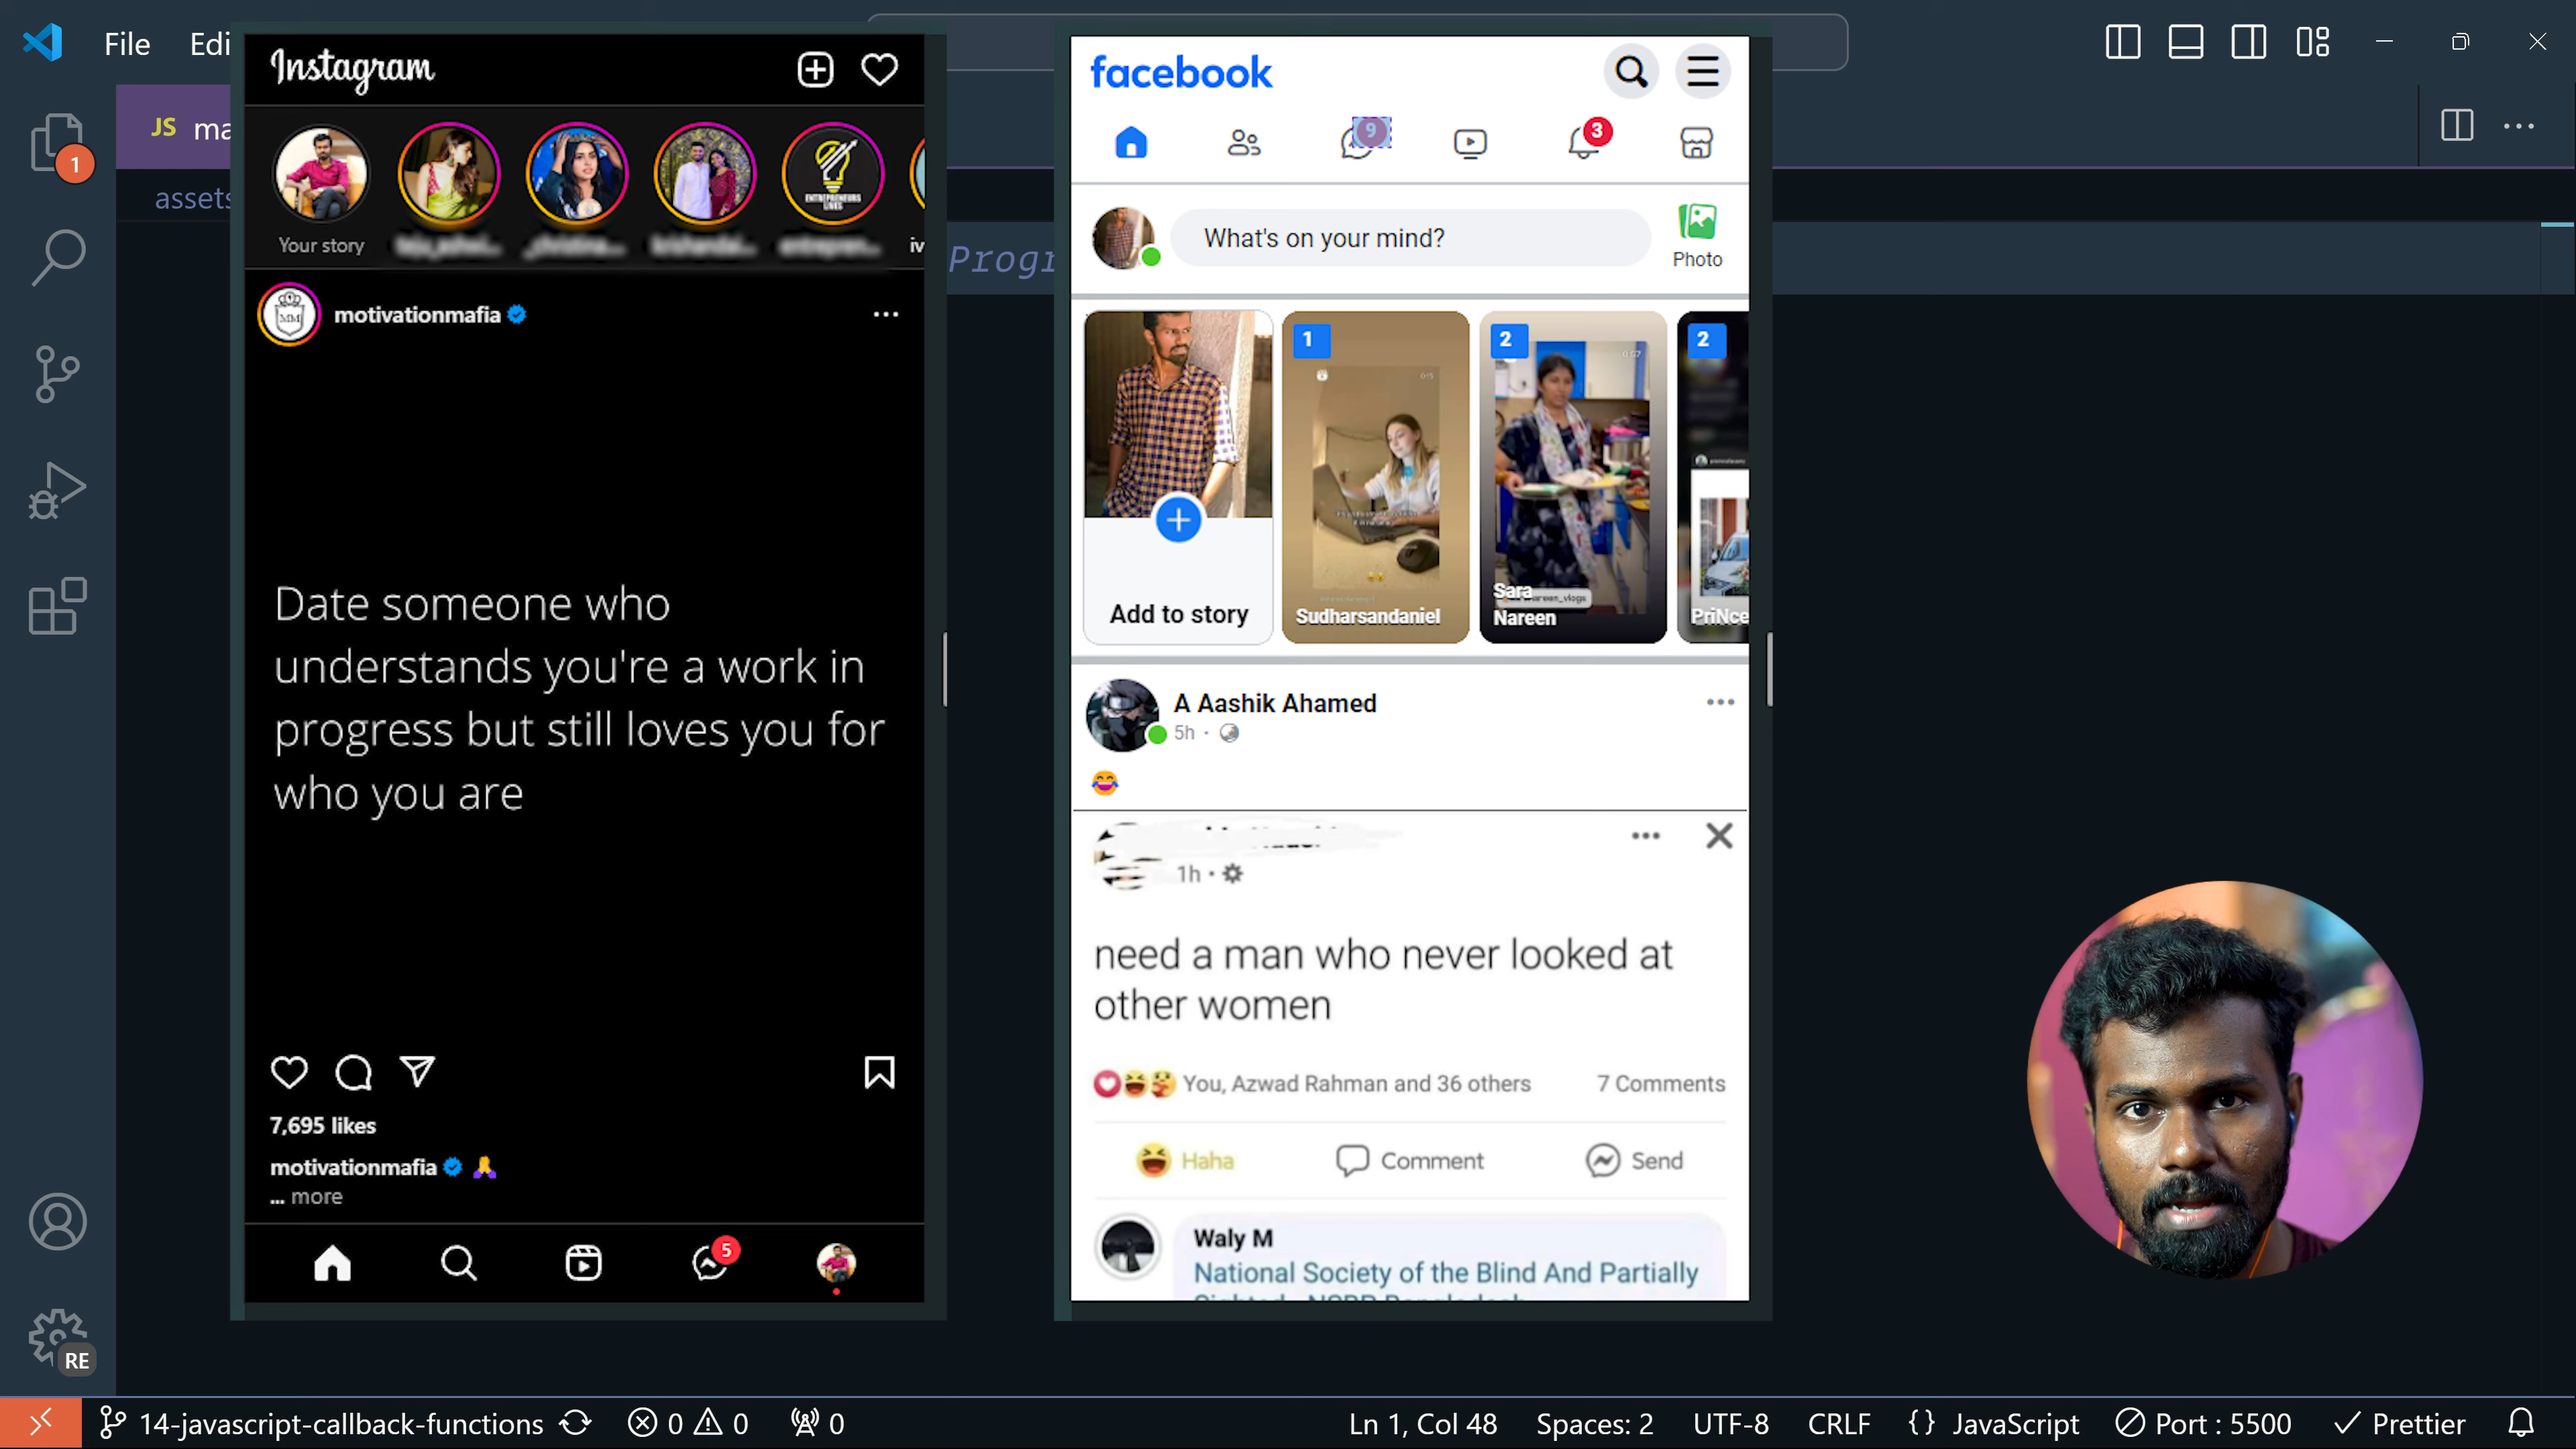 File Edi
1
JS ma
assets
Progr
Instagram
ENTREPRENEURS
LINKS
Your story
iv
MM
motivationmafia
Date someone who
understands you're a work in
progress but still loves you for
who you are
7,695 likes
motivationmafia
... more
5
facebook
9
3
What's on your mind?
Photo
1
2
2
Add to story
Sudharsandaniel
Sara
Nareen
PriNce
A Aashik Ahamed
5h ·
1h ·
need a man who never looked at
other women
You, Azwad Rahman and 36 others 7 Comments
Haha Comment Send
Waly M
National Society of the Blind And Partially
RE
14-javascript-callback-functions 0 0 0 Ln 1, Col 48 Spaces: 2 UTF-8 CRLF {} JavaScript Port : 5500 Prettier